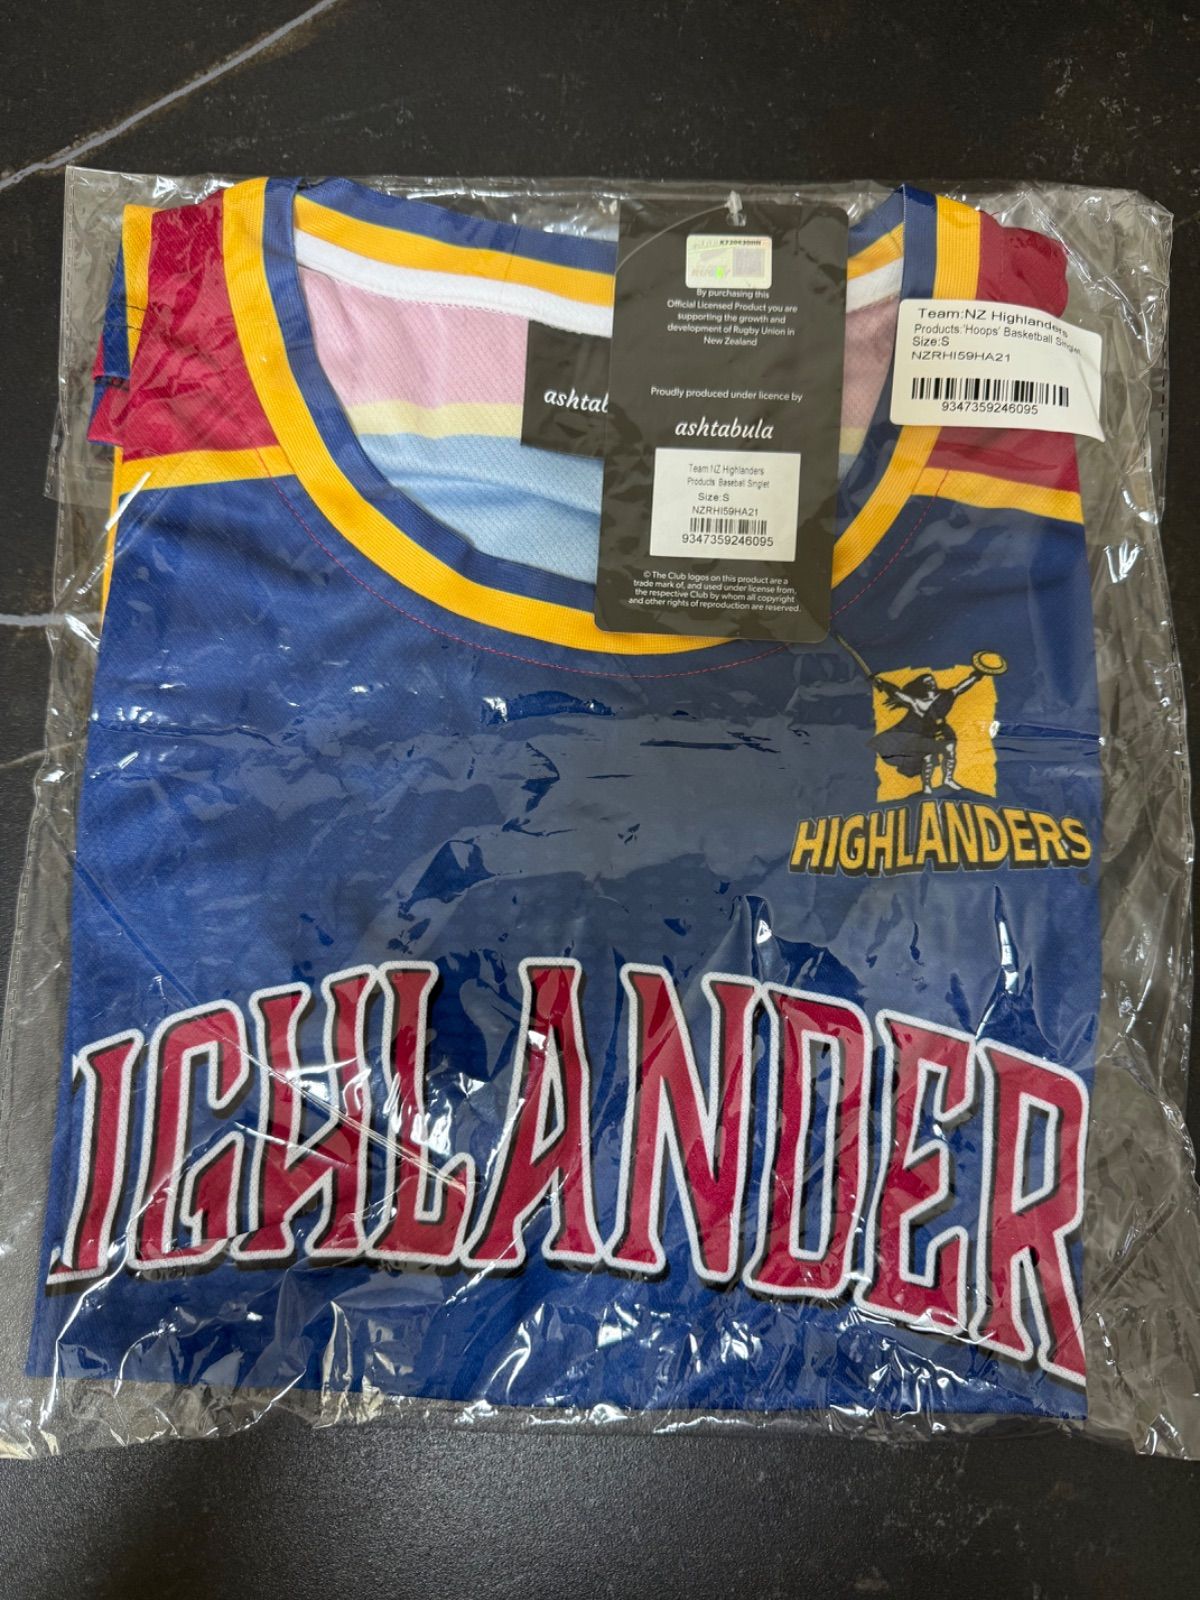 K7306300H
RUGBY
By purchasing this
Official Licensed Product you are
supporting the growth and
development of Rugby Union in
New Zealand
Proudly produced under licence by
ashtabula
Team:NZ Highlanders
Products: Baseball Singlet
Size:S
NZRHI59HA21
9347359246095
© The Club logos on this product are a
trade mark of, and used under license from,
the respective Club by whom all copyright
and other rights of reproduction are reserved.
Team:NZ Highlanders
Products:'Hoops' Basketball Singlet
Size:S
NZRHI59HA21
9347359246095
ashtabu
HIGHLANDERS
IGHLANDER